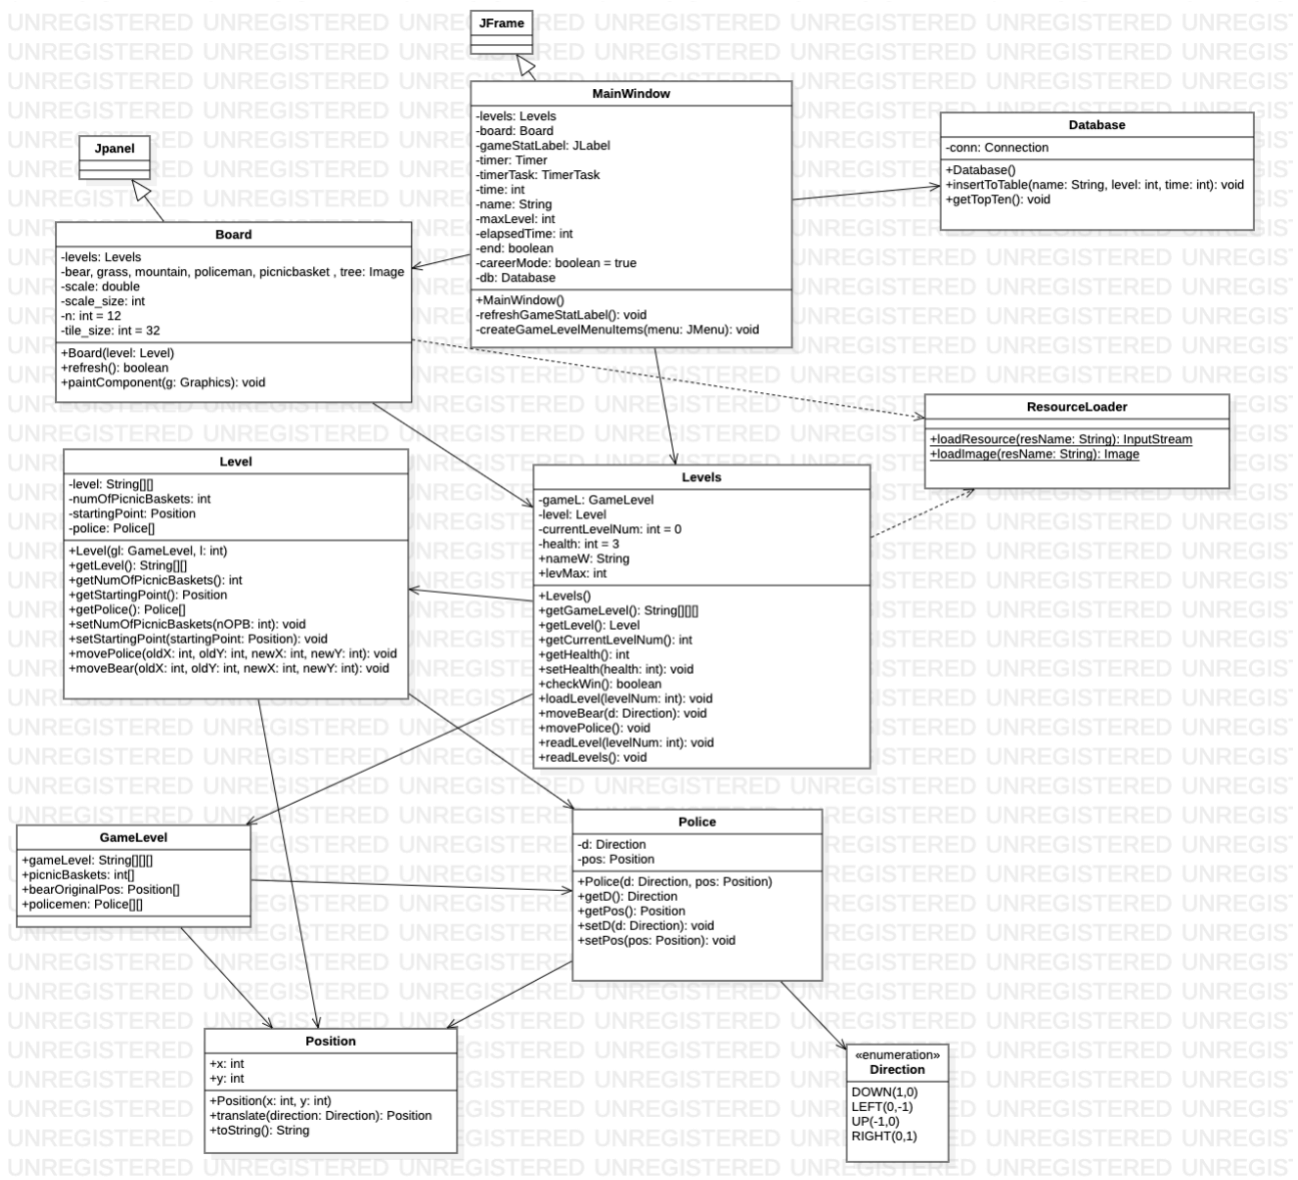 JFrame
MainWindow
-levels: Levels
-board: Board
-gameStatLabel: JLabel
-timer: Timer
-timerTask: TimerTask
-time: int
-name: String
-maxLevel: int
-elapsedTime: int
-end: boolean
-careerMode: boolean = true
-db: Database
+MainWindow()
-refreshGameStatLabel(): void
-createGameLevelMenuItems(menu: JMenu): void
Database
-conn: Connection
+Database()
+insertToTable(name: String, level: int, time: int): void
+getTopTen(): void
Jpanel
Board
-levels: Levels
-bear, grass, mountain, policeman, picnicbasket , tree: Image
-scale: double
-scale_size: int
-n: int = 12
-tile_size: int = 32
+Board(level: Level)
+refresh(): boolean
+paintComponent(g: Graphics): void
ResourceLoader
+loadResource(resName: String): InputStream
+loadImage(resName: String): Image
Level
-level: String[][]
-numOfPicnicBaskets: int
-startingPoint: Position
-police: Police[]
+Level(gl: GameLevel, l: int)
+getLevel(): String[][]
+getNumOfPicnicBaskets(): int
+getStartingPoint(): Position
+getPolice(): Police[]
+setNumOfPicnicBaskets(nOPB: int): void
+setStartingPoint(startingPoint: Position): void
+movePolice(oldX: int, oldY: int, newX: int, newY: int): void
+moveBear(oldX: int, oldY: int, newX: int, newY: int): void
Levels
-gameL: GameLevel
-level: Level
-currentLevelNum: int = 0
-health: int = 3
+nameW: String
+levMax: int
+Levels()
+getGameLevel(): String[][][]
+getLevel(): Level
+getCurrentLevelNum(): int
+getHealth(): int
+setHealth(health: int): void
+checkWin(): boolean
+loadLevel(levelNum: int): void
+moveBear(d: Direction): void
+movePolice(): void
+readLevel(levelNum: int): void
+readLevels(): void
GameLevel
+gameLevel: String[][][]
+picnicBaskets: int[]
+bearOriginalPos: Position[]
+policemen: Police[][]
Police
-d: Direction
-pos: Position
+Police(d: Direction, pos: Position)
+getD(): Direction
+getPos(): Position
+setD(d: Direction): void
+setPos(pos: Position): void
Position
+x: int
+y: int
+Position(x: int, y: int)
+translate(direction: Direction): Position
+toString(): String
«enumeration»
Direction
DOWN(1,0)
LEFT(0,-1)
UP(-1,0)
RIGHT(0,1)